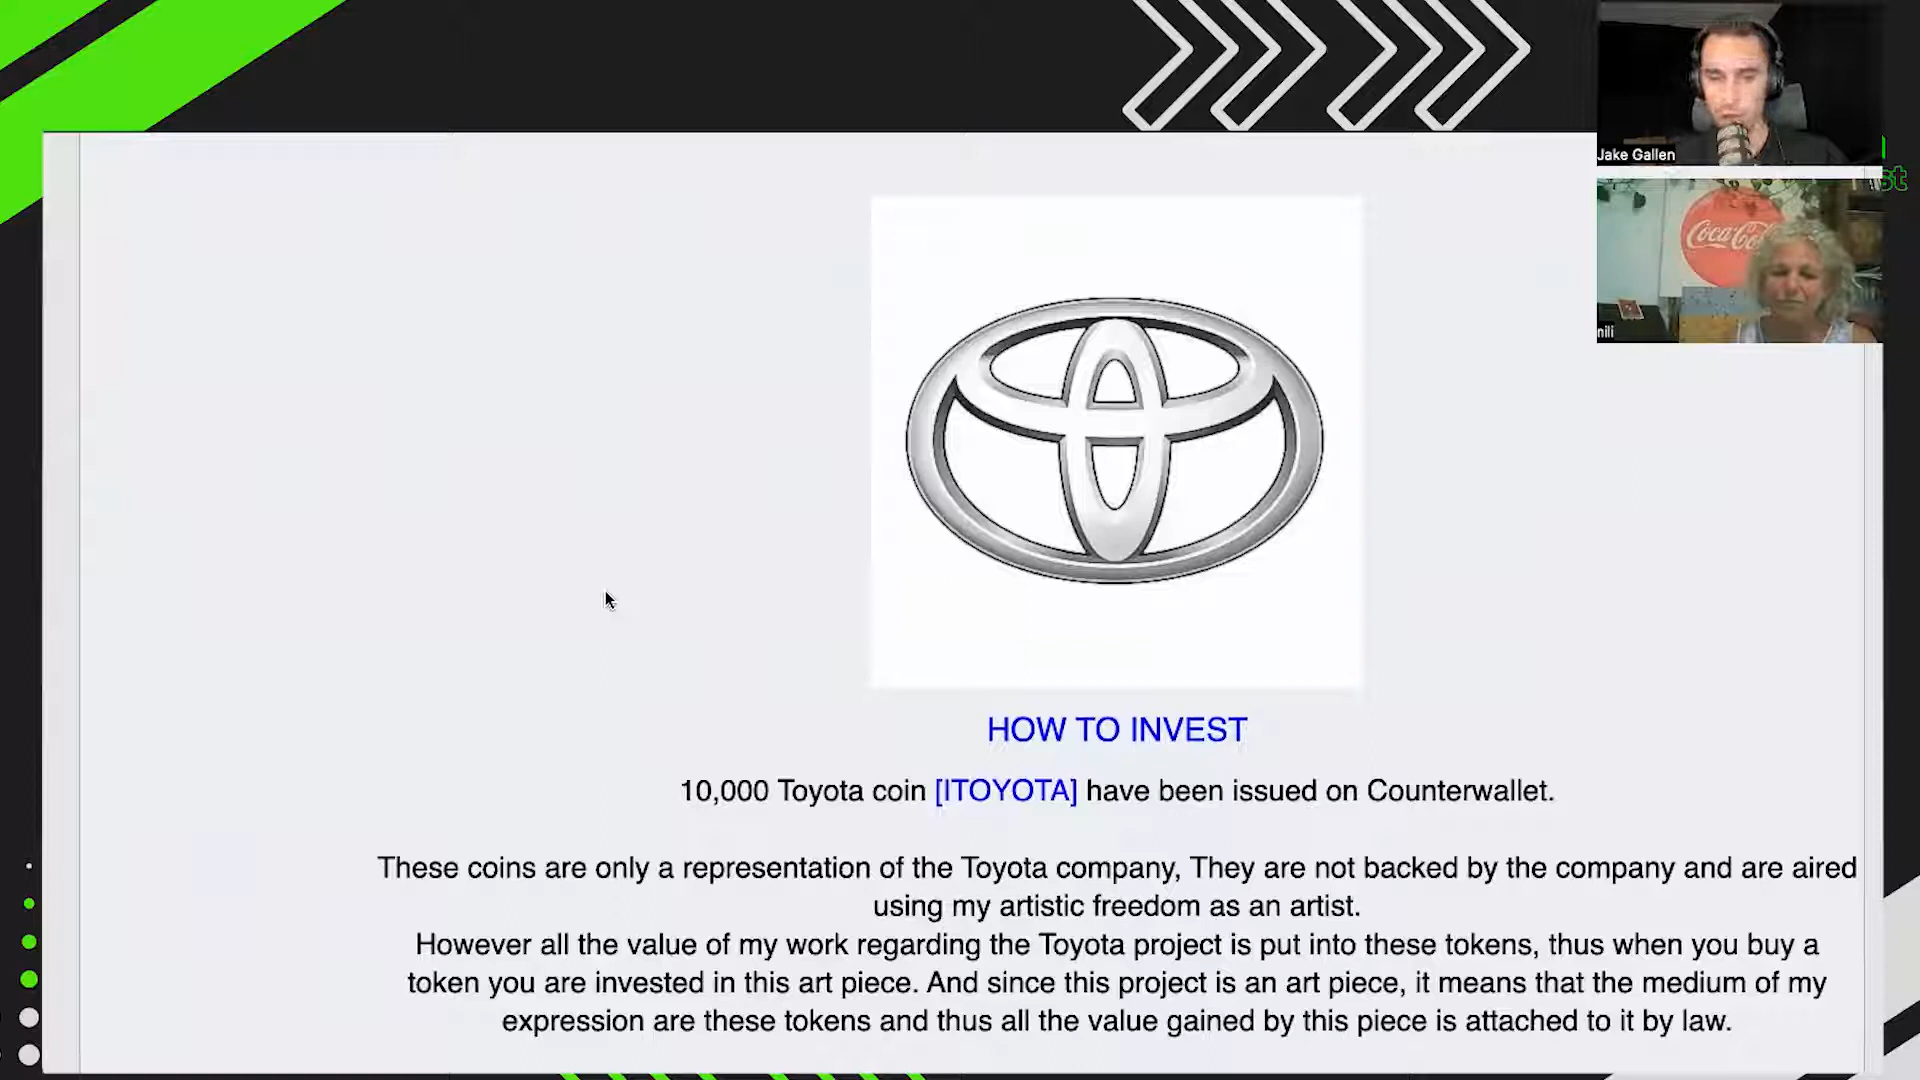 Jake Gallen
st
Coca-Co
nili
HOW TO INVEST
10,000 Toyota coin [ITOYOTA] have been issued on Counterwallet.
These coins are only a representation of the Toyota company, They are not backed by the company and are aired
using my artistic freedom as an artist.
However all the value of my work regarding the Toyota project is put into these tokens, thus when you buy a
token you are invested in this art piece. And since this project is an art piece, it means that the medium of my
expression are these tokens and thus all the value gained by this piece is attached to it by law.